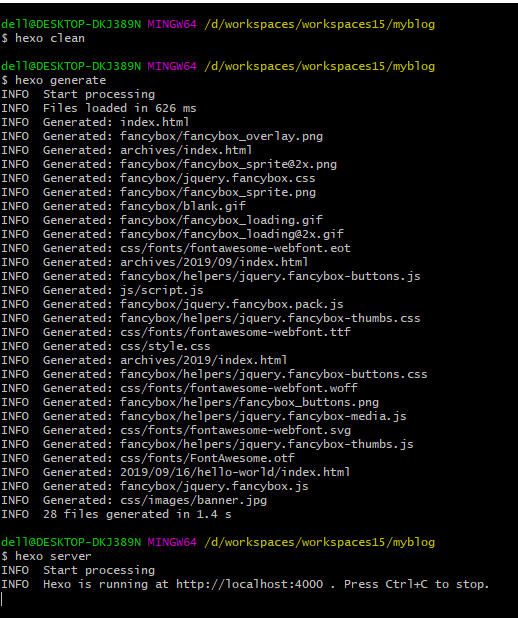 dell@DESKTOP-DKJ389N MINGW64 /d/workspaces/workspaces15/myblog
$ hexo clean
dell@DESKTOP-DKJ389N MINGW64 /d/workspaces/workspaces15/myblog
$ hexo generate
INFO  Start processing
INFO  Files loaded in 626 ms
INFO  Generated: index.html
INFO  Generated: fancybox/fancybox_overlay.png
INFO  Generated: archives/index.html
INFO  Generated: fancybox/fancybox_sprite@2x.png
INFO  Generated: fancybox/jquery.fancybox.css
INFO  Generated: fancybox/fancybox_sprite.png
INFO  Generated: fancybox/blank.gif
INFO  Generated: fancybox/fancybox_loading.gif
INFO  Generated: fancybox/fancybox_loading@2x.gif
INFO  Generated: css/fonts/fontawesome-webfont.eot
INFO  Generated: archives/2019/09/index.html
INFO  Generated: fancybox/helpers/jquery.fancybox-buttons.js
INFO  Generated: js/script.js
INFO  Generated: fancybox/jquery.fancybox.pack.js
INFO  Generated: fancybox/helpers/jquery.fancybox-thumbs.css
INFO  Generated: css/fonts/fontawesome-webfont.ttf
INFO  Generated: css/style.css
INFO  Generated: archives/2019/index.html
INFO  Generated: fancybox/helpers/jquery.fancybox-buttons.css
INFO  Generated: css/fonts/fontawesome-webfont.woff
INFO  Generated: fancybox/helpers/fancybox_buttons.png
INFO  Generated: fancybox/helpers/jquery.fancybox-media.js
INFO  Generated: css/fonts/fontawesome-webfont.svg
INFO  Generated: fancybox/helpers/jquery.fancybox-thumbs.js
INFO  Generated: css/fonts/FontAwesome.otf
INFO  Generated: 2019/09/16/hello-world/index.html
INFO  Generated: fancybox/jquery.fancybox.js
INFO  Generated: css/images/banner.jpg
INFO  28 files generated in 1.4 s
dell@DESKTOP-DKJ389N MINGW64 /d/workspaces/workspaces15/myblog
$ hexo server
INFO  Start processing
INFO  Hexo is running at http://localhost:4000 . Press Ctrl+C to stop.